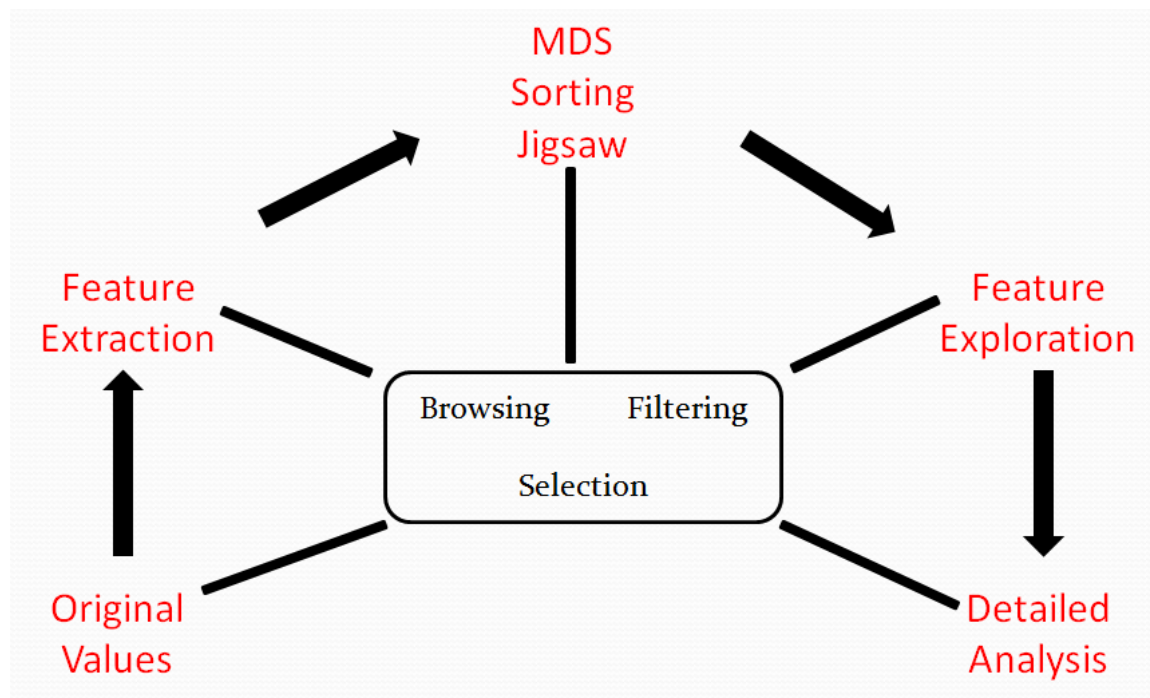 MDS
Sorting
Jigsaw
Feature
Extraction
Feature
Exploration
Browsing Filtering
Selection
Original
Values
Detailed
Analysis